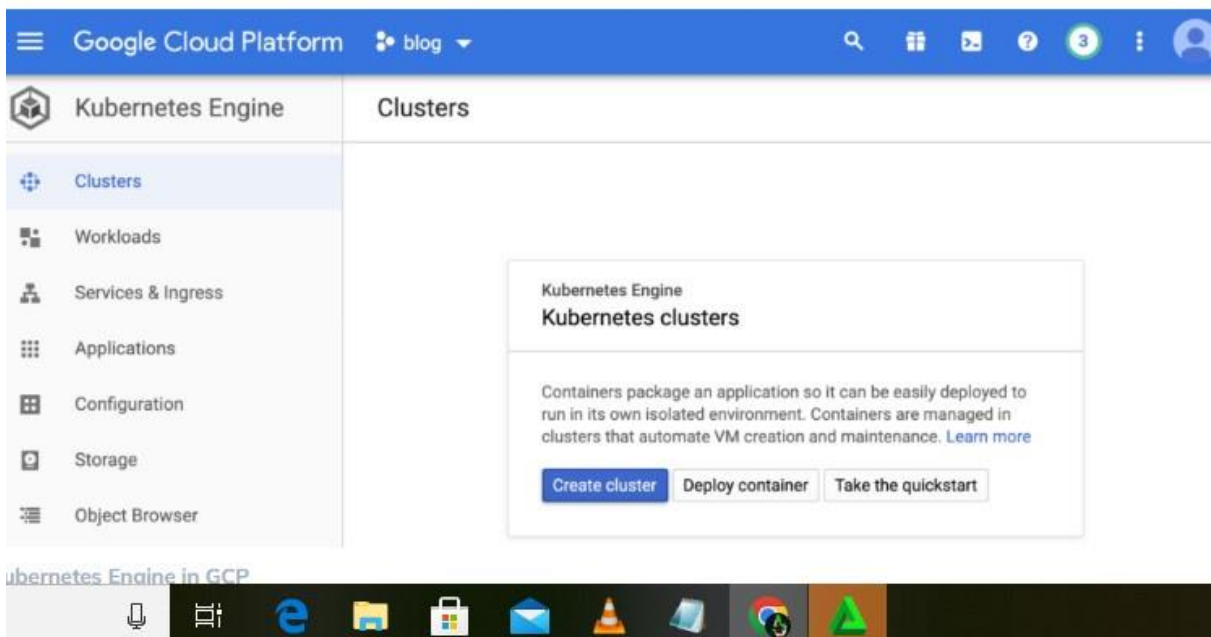 Google Cloud Platform blog 3
Kubernetes Engine Clusters
Clusters
Workloads
Services & Ingress
Applications
Configuration
Storage
Object Browser
Kubernetes Engine
Kubernetes clusters
Containers package an application so it can be easily deployed to
run in its own isolated environment. Containers are managed in
clusters that automate VM creation and maintenance. Learn more
Create cluster Deploy container Take the quickstart
ubernetes Engine in GCP